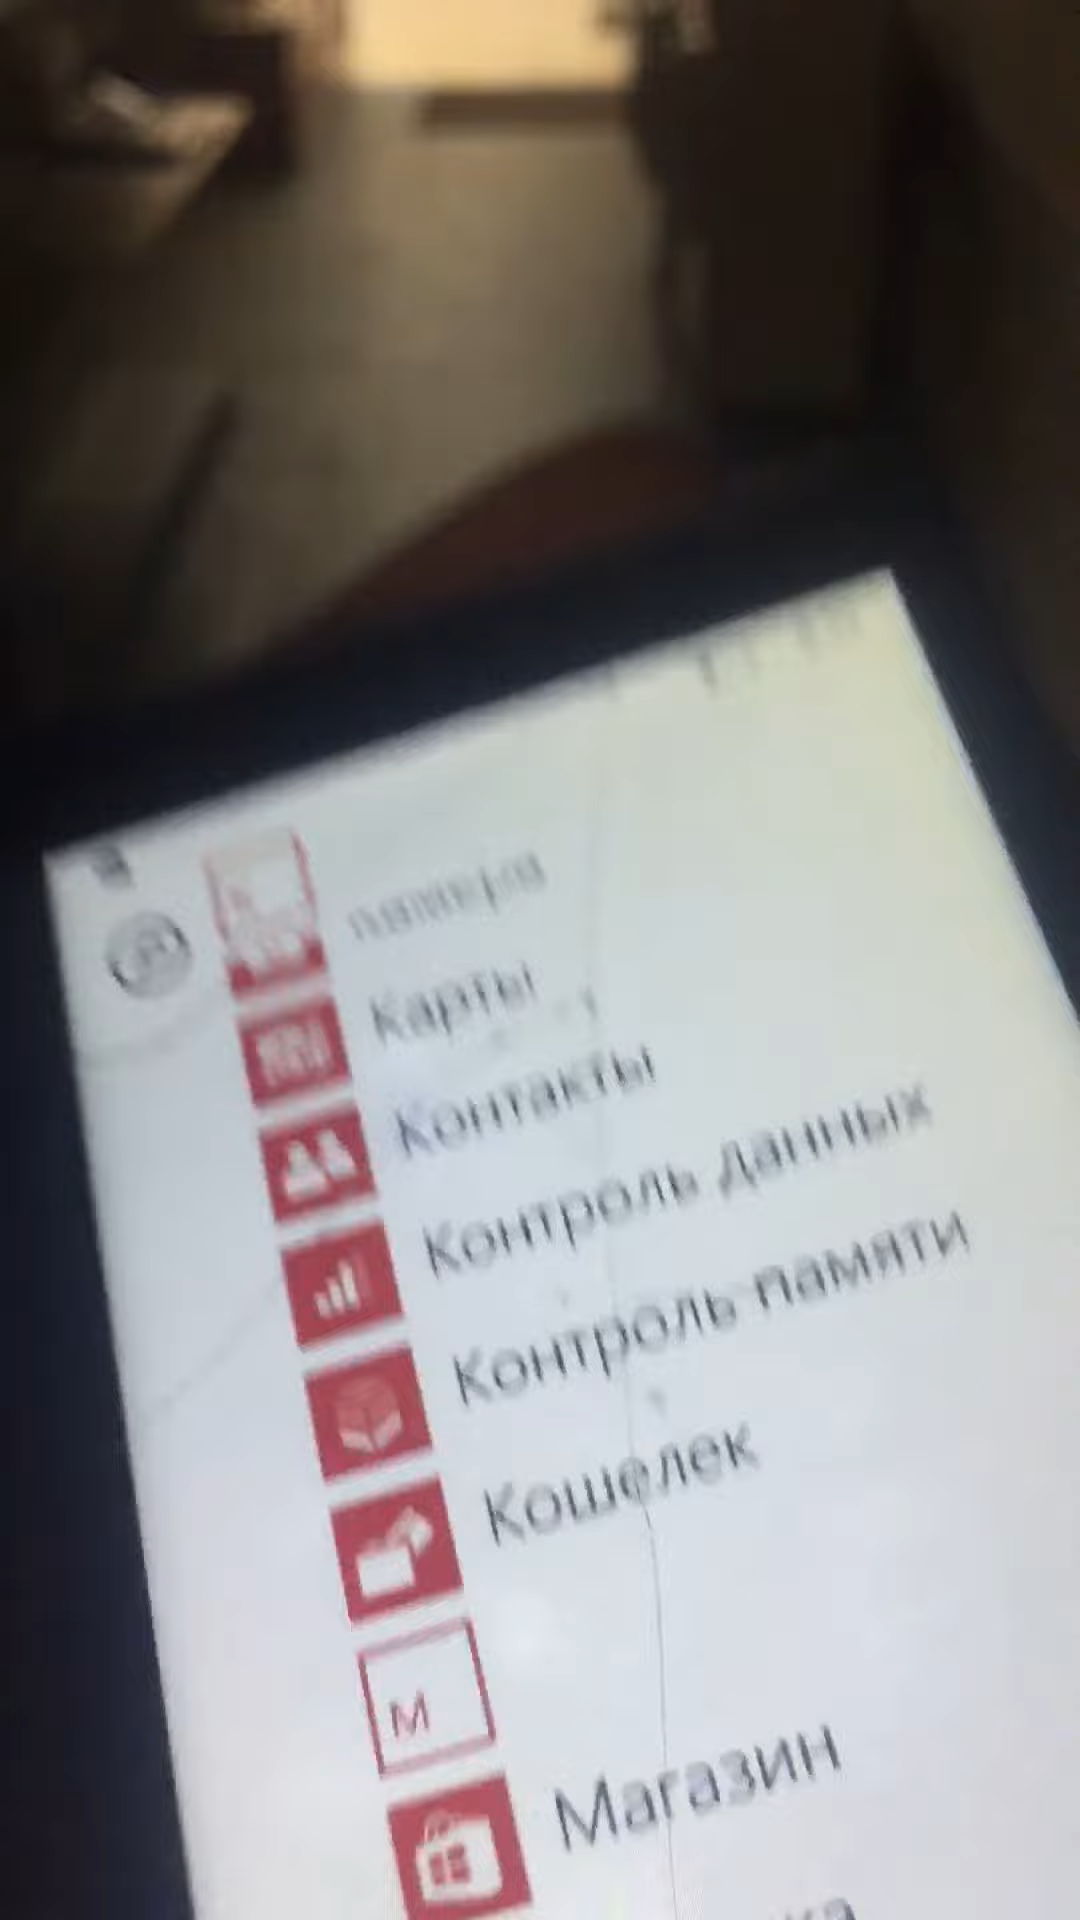 Карты
Контакты
Контроль данных
Контроль памяти
Кошелек
М
Магазин